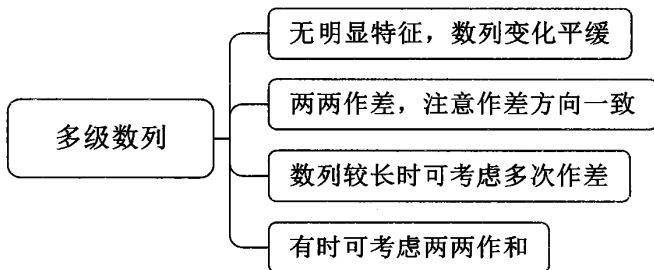 多级数列
无明显特征，数列变化平缓
两两作差，注意作差方向一致
数列较长时可考虑多次作差
有时可考虑两两作和